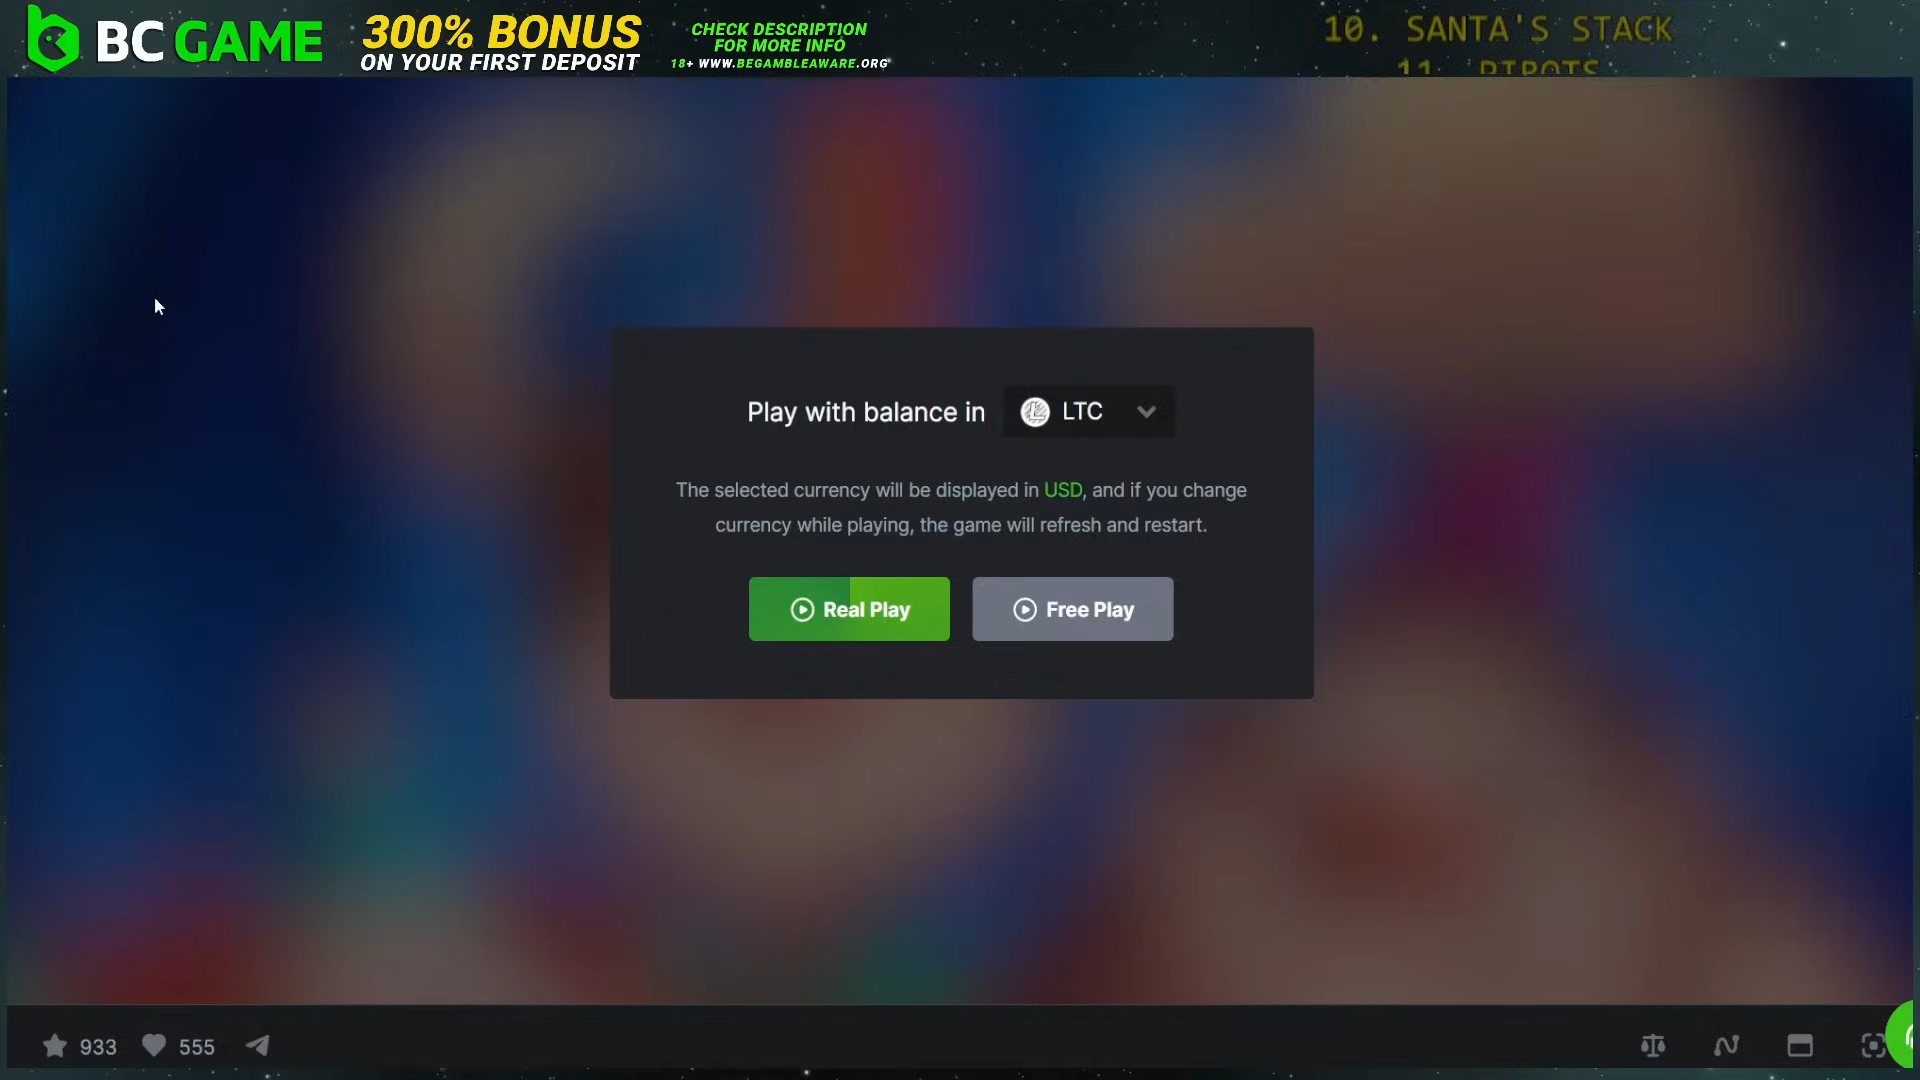 BC GAME
300% BONUS
ON YOUR FIRST DEPOSIT
CHECK DESCRIPTION
FOR MORE INFO
18+ WWW.BEGAMBLEAWARE.ORG
10. SANTA'S STACK
11. PIROTS
Play with balance in LTC
The selected currency will be displayed in USD, and if you change
currency while playing, the game will refresh and restart.
Real Play
Free Play
933
555